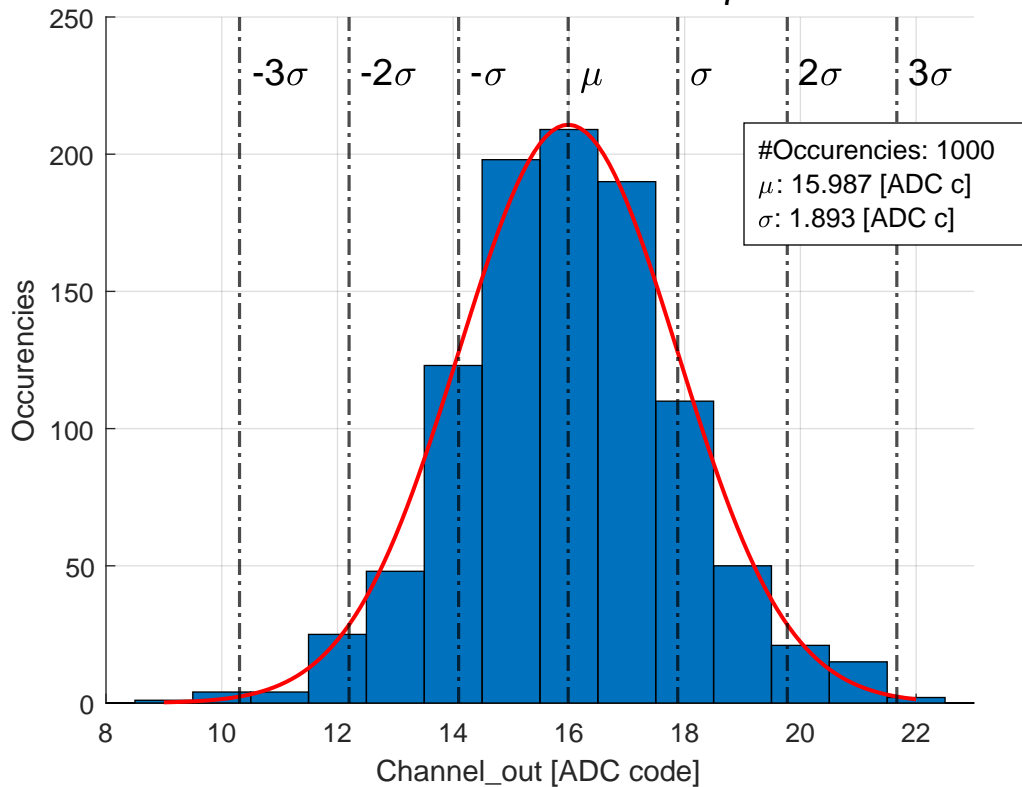 250
-3σ -2σ -σ μ σ 2σ 3σ
200
#Occurencies: 1000
μ: 15.987 [ADC c]
σ: 1.893 [ADC c]
150
Occurencies
100
50
0
8 10 12 14 16 18 20 22
Channel_out [ADC code]